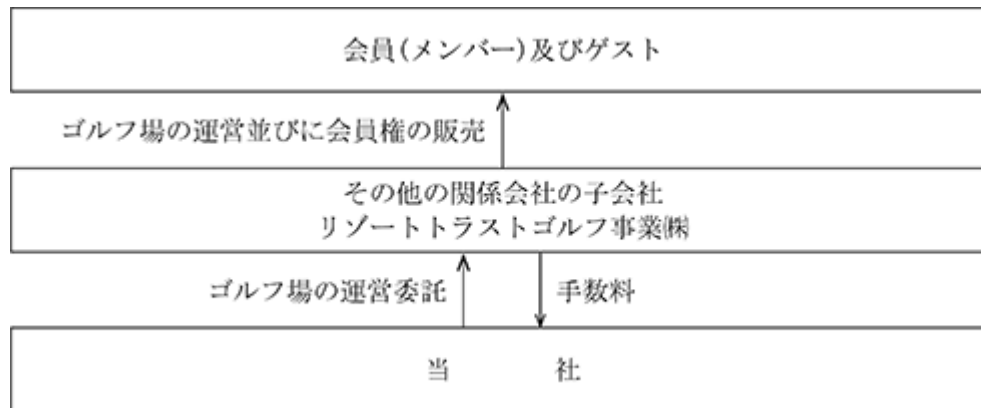 会員(メンバー)及びゲスト
ゴルフ場の運営並びに会員権の販売
その他の関係会社の子会社
リゾートトラストゴルフ事業㈱
ゴルフ場の運営委託
手数料
当　社